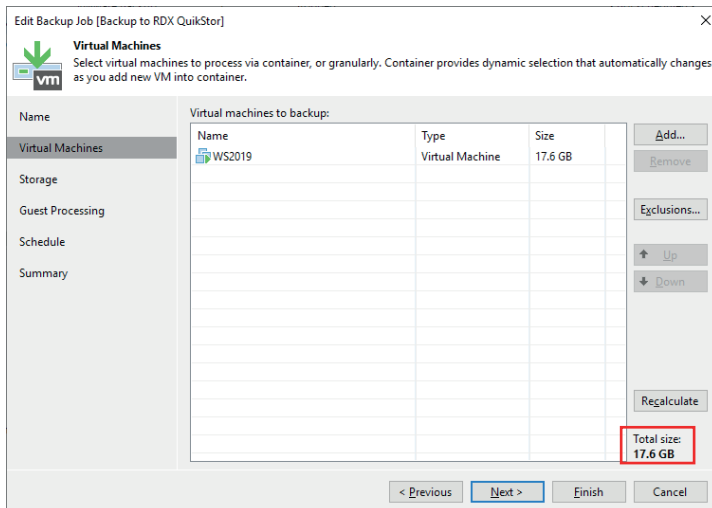 Edit Backup Job [Backup to RDX QuikStor]
Virtual Machines
Select virtual machines to process via container, or granularly. Container provides dynamic selection that automatically changes
as you add new VM into container.
vm
Name
Virtual Machines
Storage
Guest Processing
Schedule
Summary
Virtual machines to backup:
Name Type Size
WS2019 Virtual Machine 17.6 GB
Add...
Remove
Exclusions...
Up
Down
Recalculate
Total size:
17.6 GB
< Previous Next > Finish Cancel